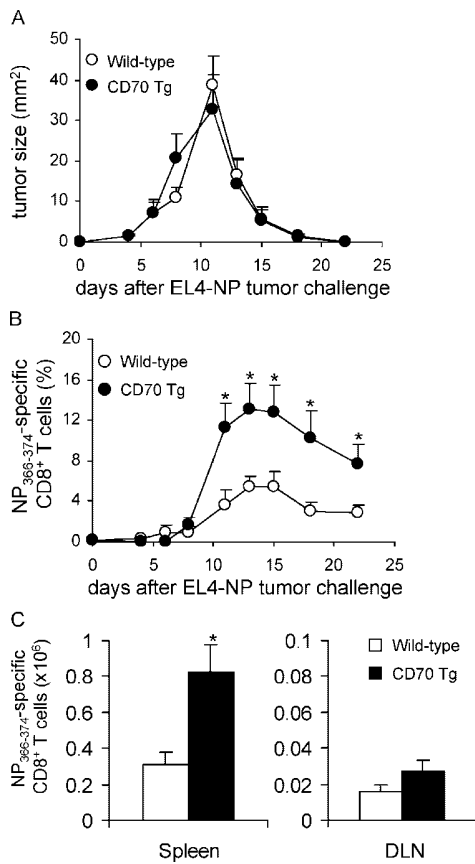 A
tumor size (mm²)
50
40
30
20
10
0
Wild-type
CD70 Tg
0 5 10 15 20 25
days after EL4-NP tumor challenge
B
NP₃₆₆₋₃₇₄-specific
CD8⁺ T cells (%)
16
12
8
4
0
Wild-type
CD70 Tg
* * * * *
0 5 10 15 20 25
days after EL4-NP tumor challenge
C
NP₃₆₆₋₃₇₄-specific
CD8⁺ T cells (x10⁶)
1
0.8
0.6
0.4
0.2
0
*
Spleen
0.1
0.08
0.06
0.04
0.02
0
Wild-type
CD70 Tg
DLN